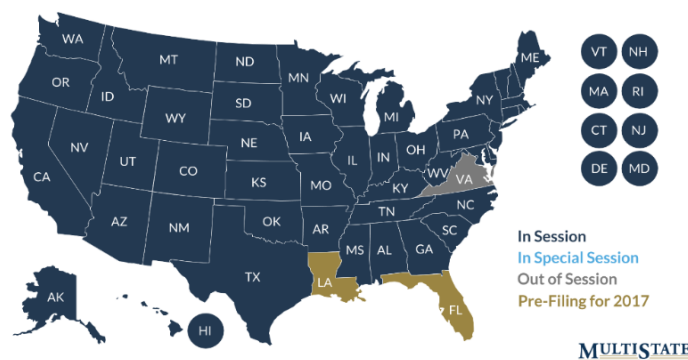 WA
MT
ND
MN
ME
VT NH
OR
ID
SD
WI
MI
NY
MA RI
WY
IA
PA
NE
NV
UT
CO
IL
IN
OH
WV
VA
CT NJ
CA
KS
MO
KY
DE MD
AZ
NM
OK
AR
TN
NC
SC
MS
AL
GA
TX
LA
FL
AK
HI
In Session
In Special Session
Out of Session
Pre-Filing for 2017
MULTISTATE